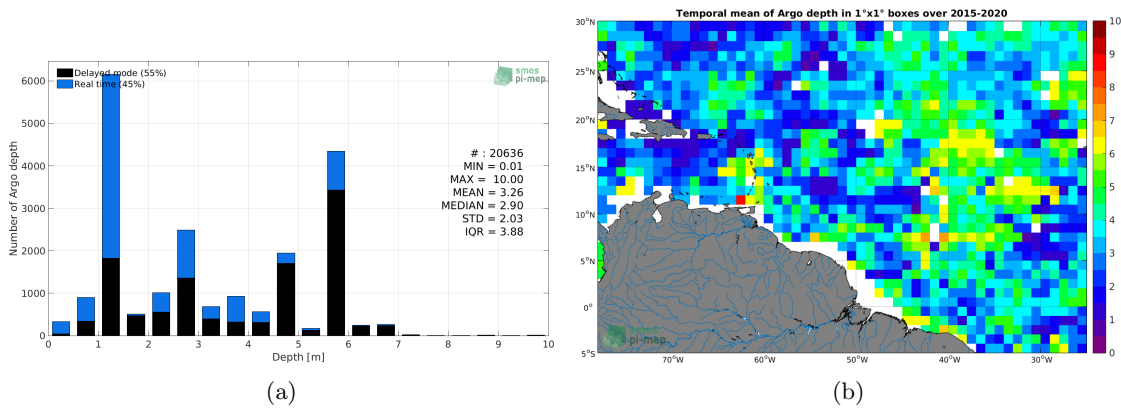 Delayed mode (55%)
Real time (45%)
smos
pi-mep
# : 20636
MIN = 0.01
MAX = 10.00
MEAN = 3.26
MEDIAN = 2.90
STD = 2.03
IQR = 3.88
Number of Argo depth
6000
5000
4000
3000
2000
1000
0
0 1 2 3 4 5 6 7 8 9 10
Depth [m]
(a)
Temporal mean of Argo depth in 1°x1° boxes over 2015-2020
30°N
25°N
20°N
15°N
10°N
5°N
0°
5°S
70°W 60°W 50°W 40°W 30°W
smos
pi-mep
10
9
8
7
6
5
4
3
2
1
0
(b)